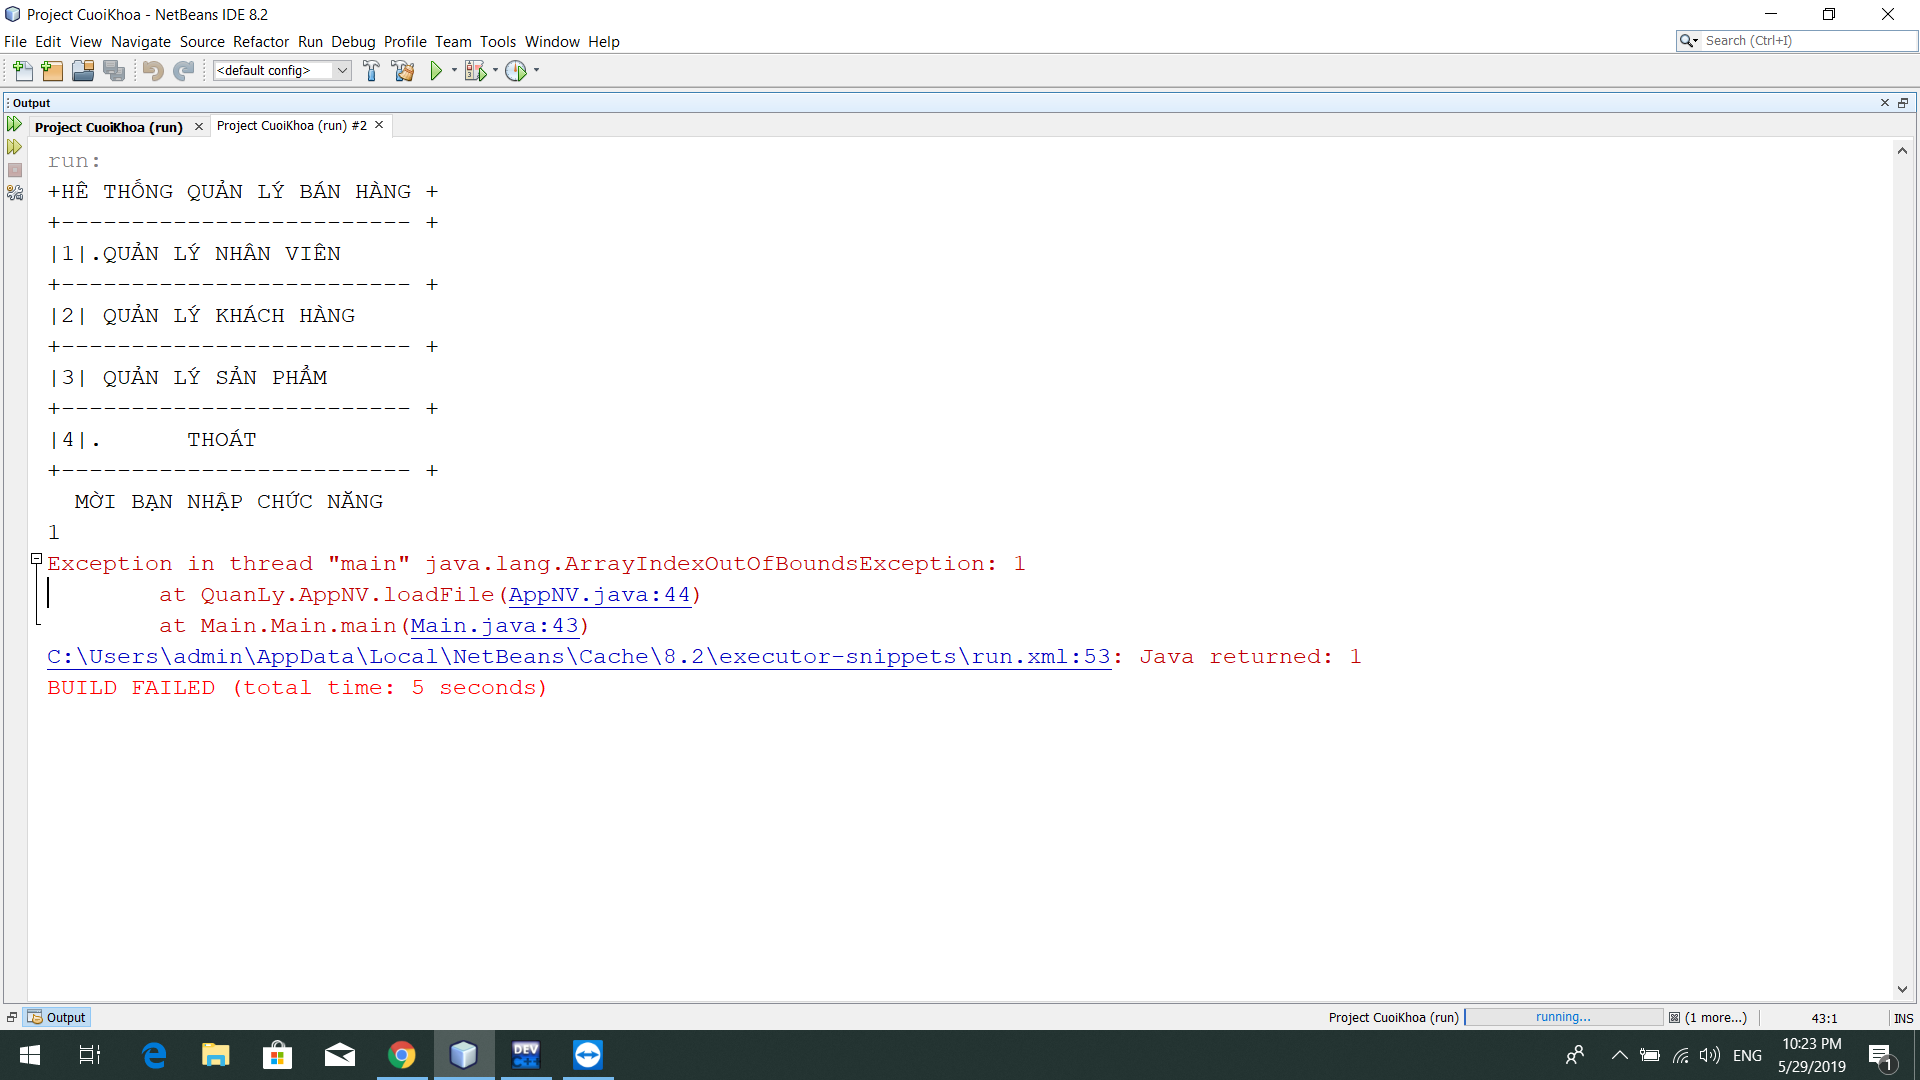 Project CuoiKhoa - NetBeans IDE 8.2
File Edit View Navigate Source Refactor Run Debug Profile Team Tools Window Help
Search (Ctrl+I)
<default config>
Output
Project CuoiKhoa (run)
Project CuoiKhoa (run) #2
run:
+HÊ THỐNG QUẢN LÝ BÁN HÀNG +
+------------------------- +
|1|.QUẢN LÝ NHÂN VIÊN
+------------------------- +
|2| QUẢN LÝ KHÁCH HÀNG
+------------------------- +
|3| QUẢN LÝ SẢN PHẨM
+------------------------- +
|4|.      THOÁT
+------------------------- +
MỜI BẠN NHẬP CHỨC NĂNG
1
Exception in thread "main" java.lang.ArrayIndexOutOfBoundsException: 1
at QuanLy.AppNV.loadFile(AppNV.java:44)
at Main.Main.main(Main.java:43)
C:\Users\admin\AppData\Local\NetBeans\Cache\8.2\executor-snippets\run.xml:53: Java returned: 1
BUILD FAILED (total time: 5 seconds)
Output
Project CuoiKhoa (run)
running...
(1 more...)
43:1
INS
DEV C++
ENG
10:23 PM
5/29/2019
1